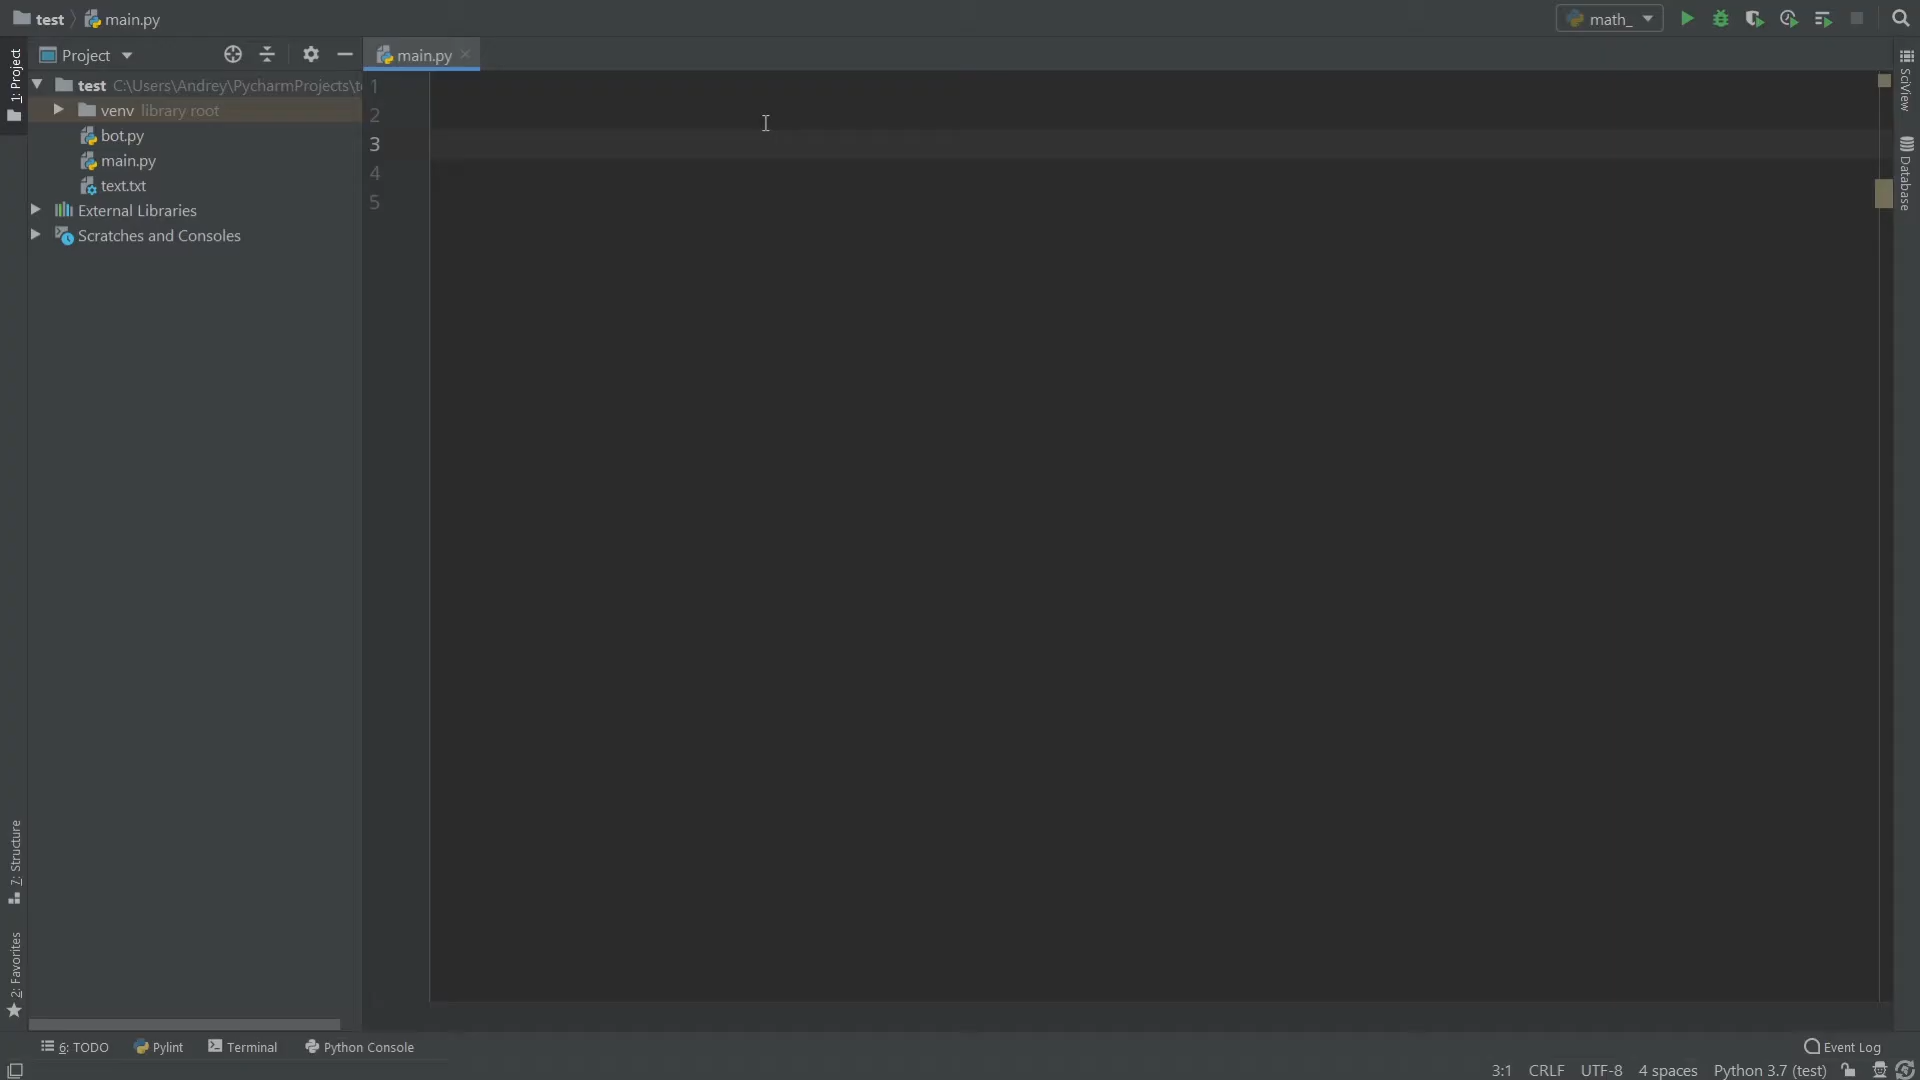 test main.py
math_
1: Project
Project
main.py
test C:\Users\Andrey\PycharmProjects\t
venv library root
bot.py
main.py
text.txt
External Libraries
Scratches and Consoles
1
2
3
4
5
SciView
Database
7: Structure
2: Favorites
6: TODO Pylint Terminal Python Console
Event Log
3:1 CRLF UTF-8 4 spaces Python 3.7 (test)